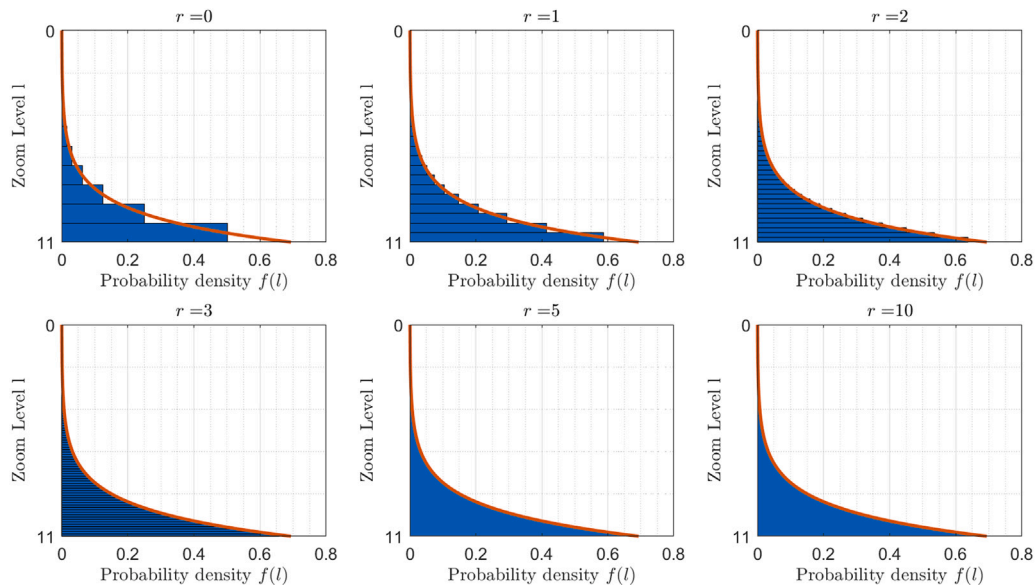 r =0
r =1
r =2
0
0
0
Zoom Level l
Zoom Level l
Zoom Level l
11
11
11
0 0.2 0.4 0.6 0.8
0 0.2 0.4 0.6 0.8
0 0.2 0.4 0.6 0.8
Probability density f(l)
Probability density f(l)
Probability density f(l)
r =3
r =5
r =10
0
0
0
Zoom Level l
Zoom Level l
Zoom Level l
11
11
11
0 0.2 0.4 0.6 0.8
0 0.2 0.4 0.6 0.8
0 0.2 0.4 0.6 0.8
Probability density f(l)
Probability density f(l)
Probability density f(l)